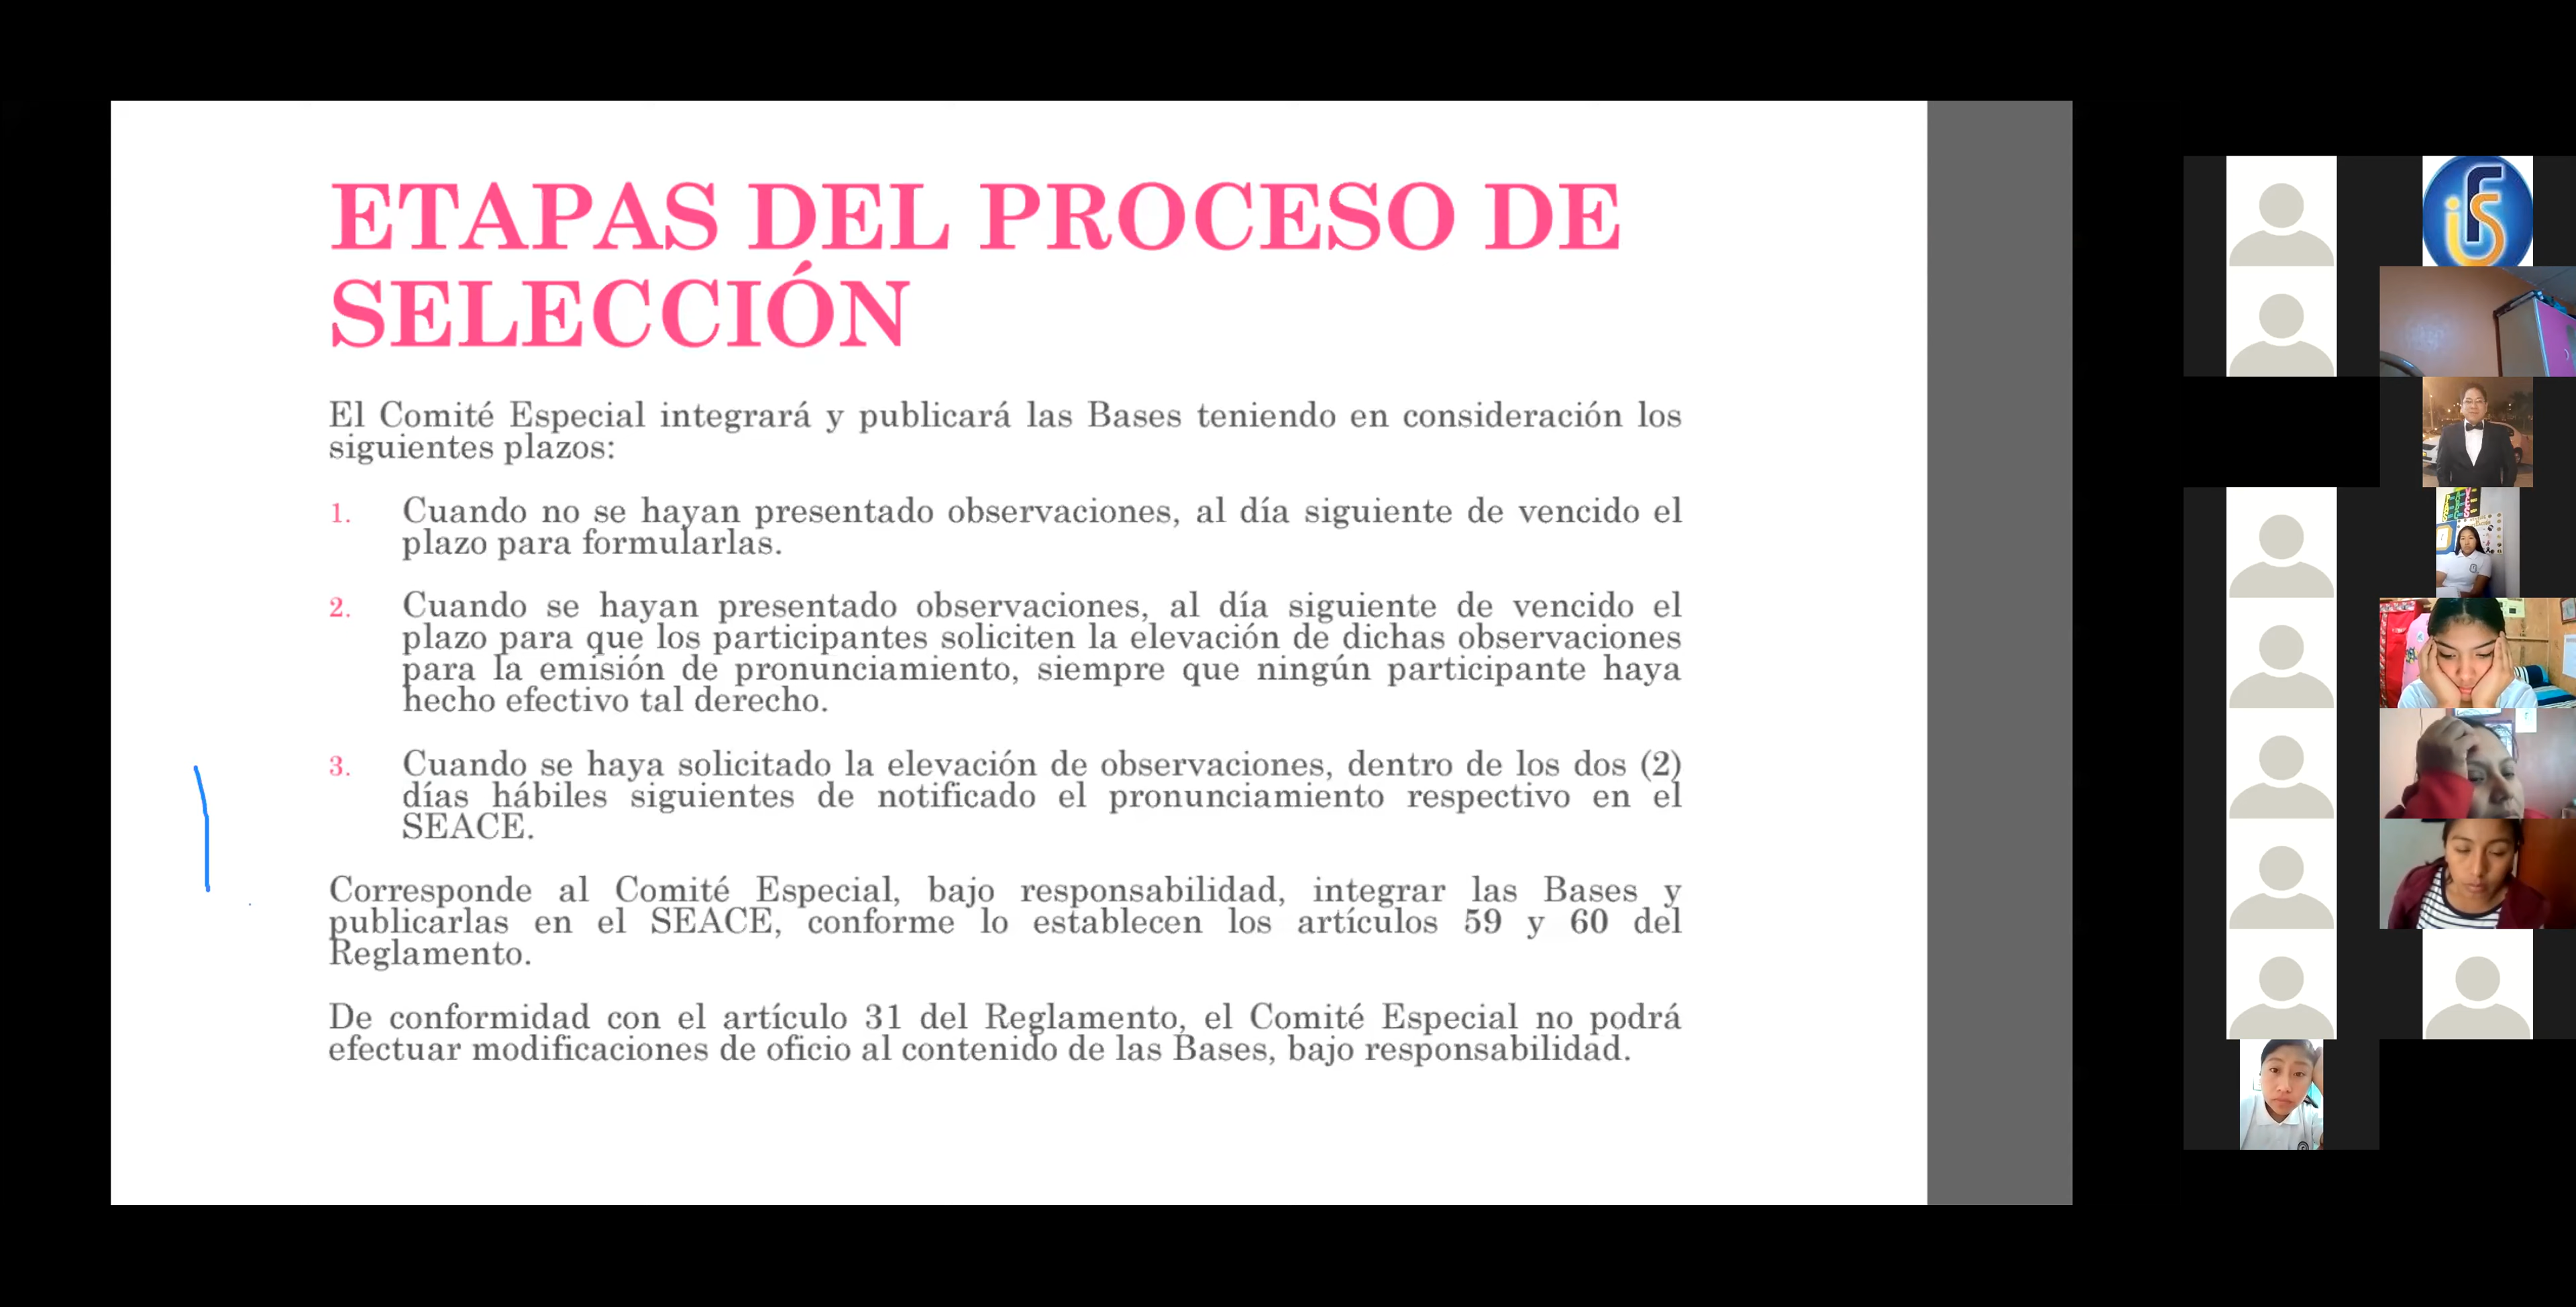 ETAPAS DEL PROCESO DE
SELECCIÓN
El Comité Especial integrará y publicará las Bases teniendo en consideración los
siguientes plazos:
1. Cuando no se hayan presentado observaciones, al día siguiente de vencido el
plazo para formularlas.
2. Cuando se hayan presentado observaciones, al día siguiente de vencido el
plazo para que los participantes soliciten la elevación de dichas observaciones
para la emisión de pronunciamiento, siempre que ningún participante haya
hecho efectivo tal derecho.
3. Cuando se haya solicitado la elevación de observaciones, dentro de los dos (2)
días hábiles siguientes de notificado el pronunciamiento respectivo en el
SEACE.
Corresponde al Comité Especial, bajo responsabilidad, integrar las Bases y
publicarlas en el SEACE, conforme lo establecen los artículos 59 y 60 del
Reglamento.
De conformidad con el artículo 31 del Reglamento, el Comité Especial no podrá
efectuar modificaciones de oficio al contenido de las Bases, bajo responsabilidad.